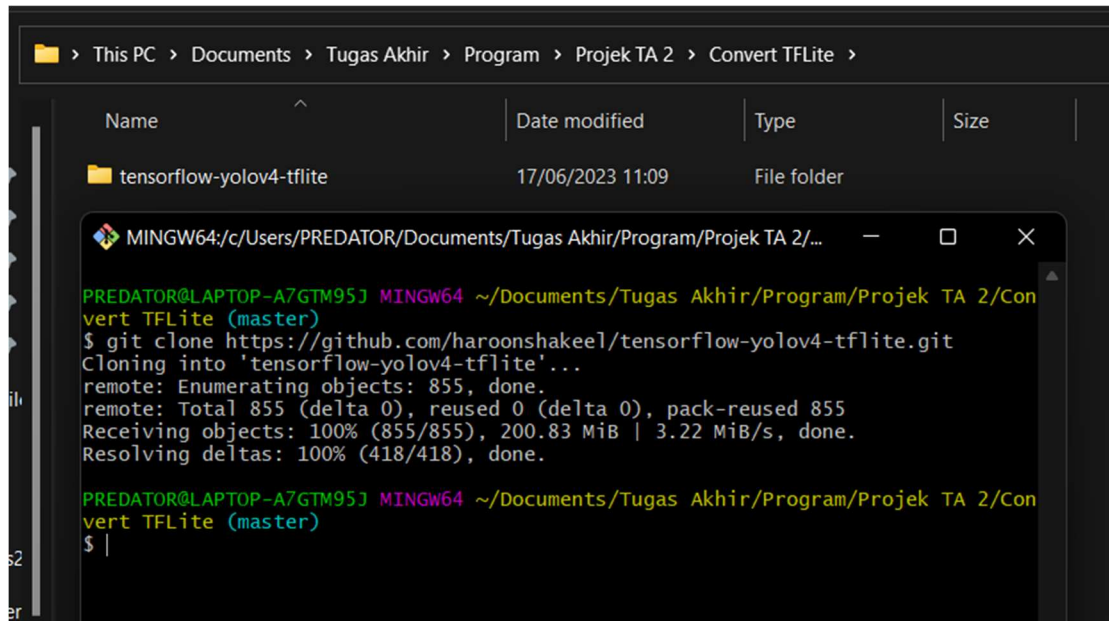 This PC > Documents > Tugas Akhir > Program > Projek TA 2 > Convert TFLite >
Name Date modified Type Size
tensorflow-yolov4-tflite 17/06/2023 11:09 File folder
MINGW64:/c/Users/PREDATOR/Documents/Tugas Akhir/Program/Projek TA 2/...
PREDATOR@LAPTOP-A7GTM95J MINGW64 ~/Documents/Tugas Akhir/Program/Projek TA 2/Con
vert TFLite (master)
$ git clone https://github.com/haroonshakeel/tensorflow-yolov4-tflite.git
Cloning into 'tensorflow-yolov4-tflite'...
remote: Enumerating objects: 855, done.
remote: Total 855 (delta 0), reused 0 (delta 0), pack-reused 855
Receiving objects: 100% (855/855), 200.83 MiB | 3.22 MiB/s, done.
Resolving deltas: 100% (418/418), done.
PREDATOR@LAPTOP-A7GTM95J MINGW64 ~/Documents/Tugas Akhir/Program/Projek TA 2/Con
vert TFLite (master)
$